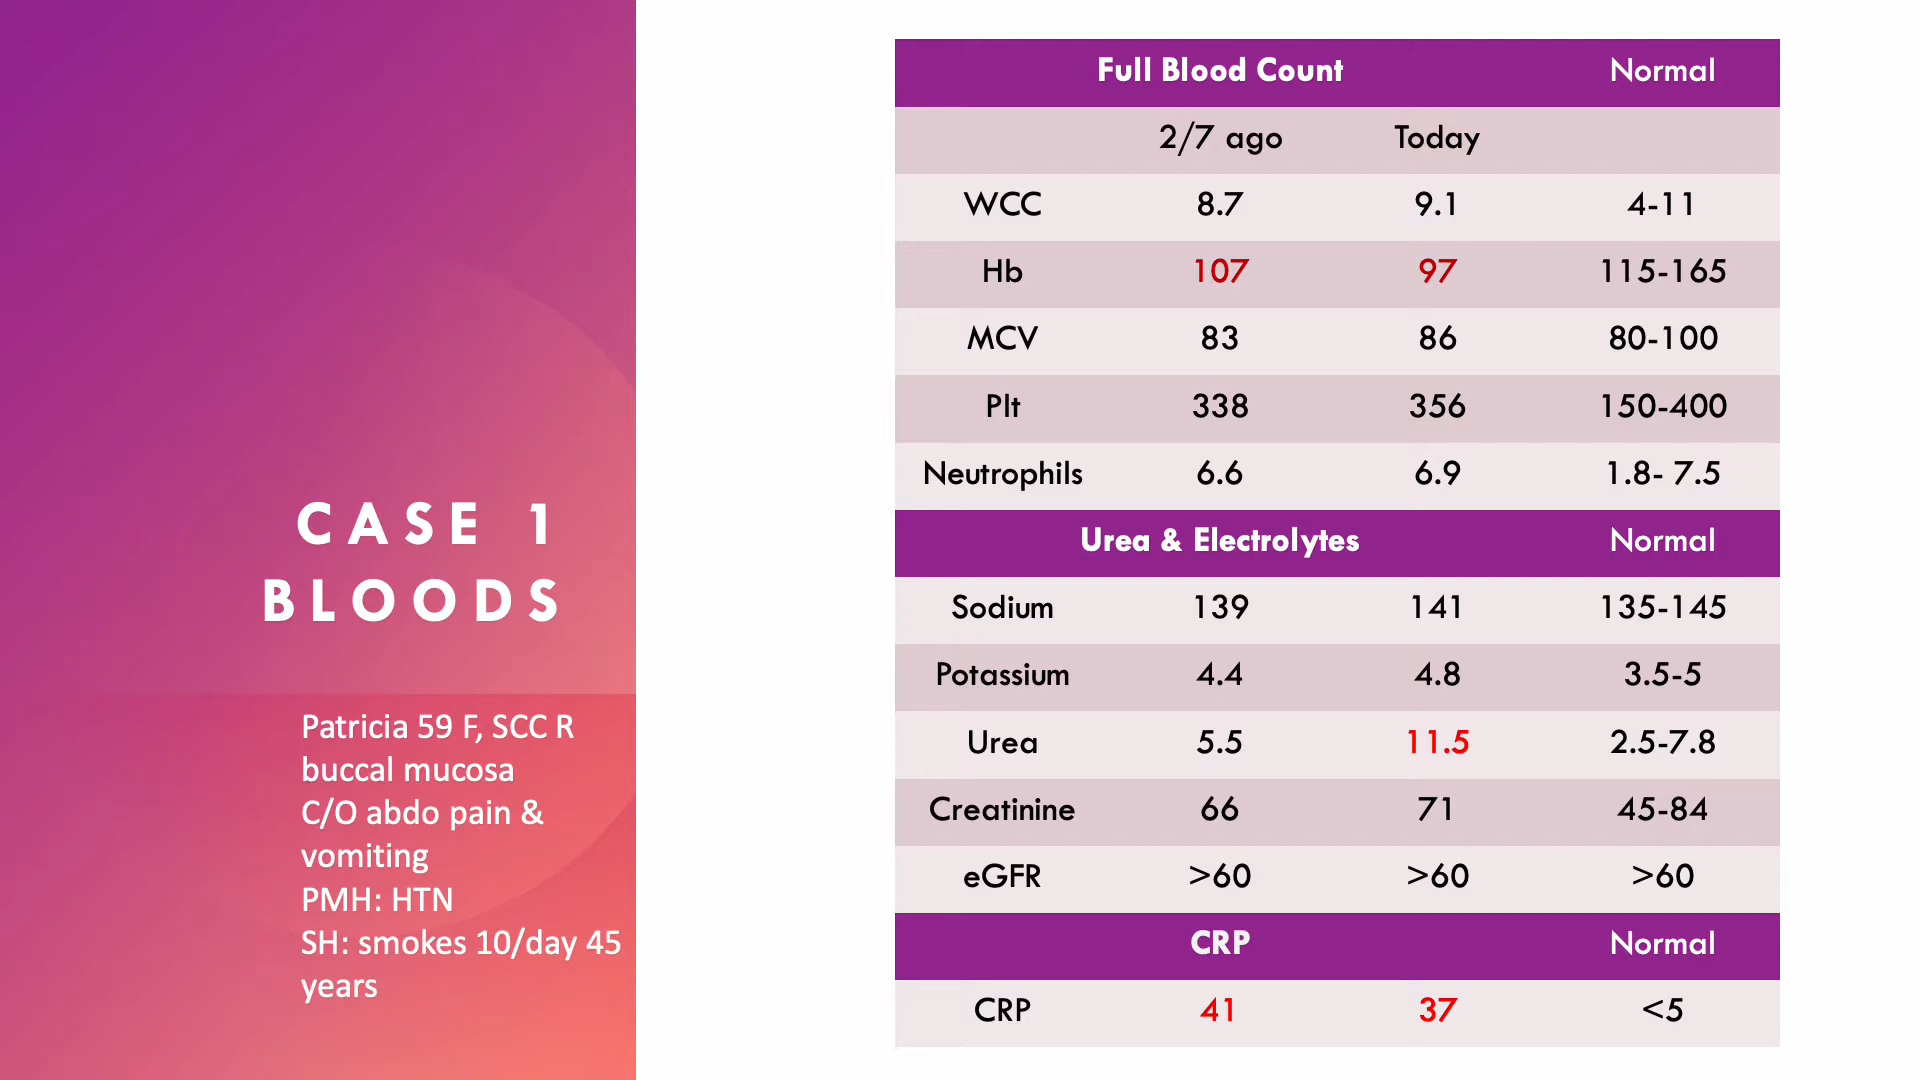 CASE 1
BLOODS
Patricia 59 F, SCC R
buccal mucosa
C/O abdo pain &
vomiting
PMH: HTN
SH: smokes 10/day 45
years
Full Blood Count Normal
2/7 ago Today
WCC 8.7 9.1 4-11
Hb 107 97 115-165
MCV 83 86 80-100
Plt 338 356 150-400
Neutrophils 6.6 6.9 1.8- 7.5
Urea & Electrolytes Normal
Sodium 139 141 135-145
Potassium 4.4 4.8 3.5-5
Urea 5.5 11.5 2.5-7.8
Creatinine 66 71 45-84
eGFR >60 >60 >60
CRP Normal
CRP 41 37 <5